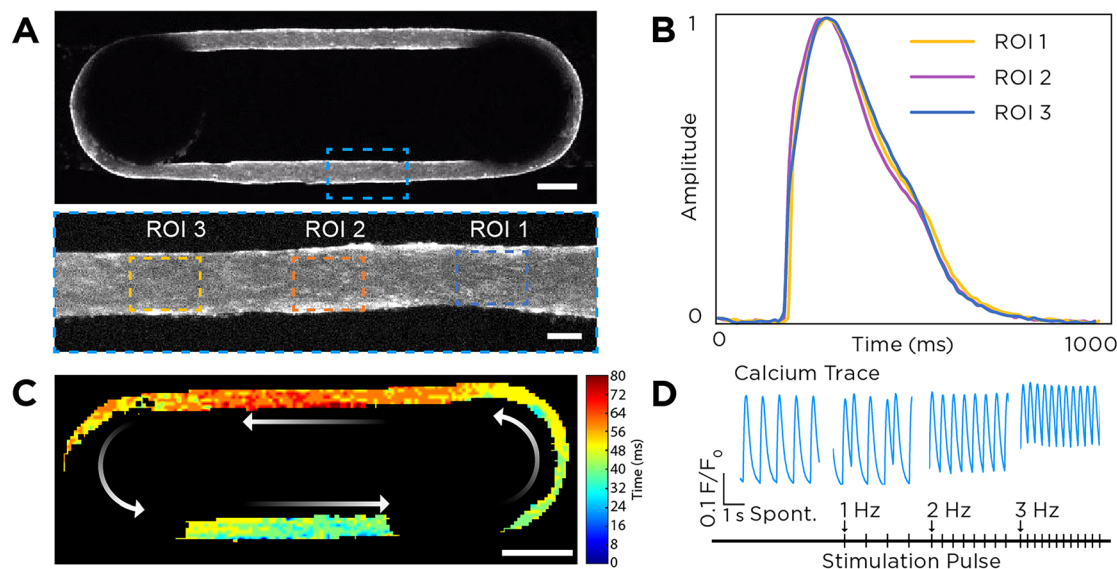 A
ROI 3 ROI 2 ROI 1
B
1
Amplitude
0
ROI 1
ROI 2
ROI 3
0 Time (ms) 1000
C
80
72
64
56
48
40
32
24
16
8
0
Time (ms)
D
Calcium Trace
0.1 F/F₀
1 s Spont. 1 Hz 2 Hz 3 Hz
Stimulation Pulse